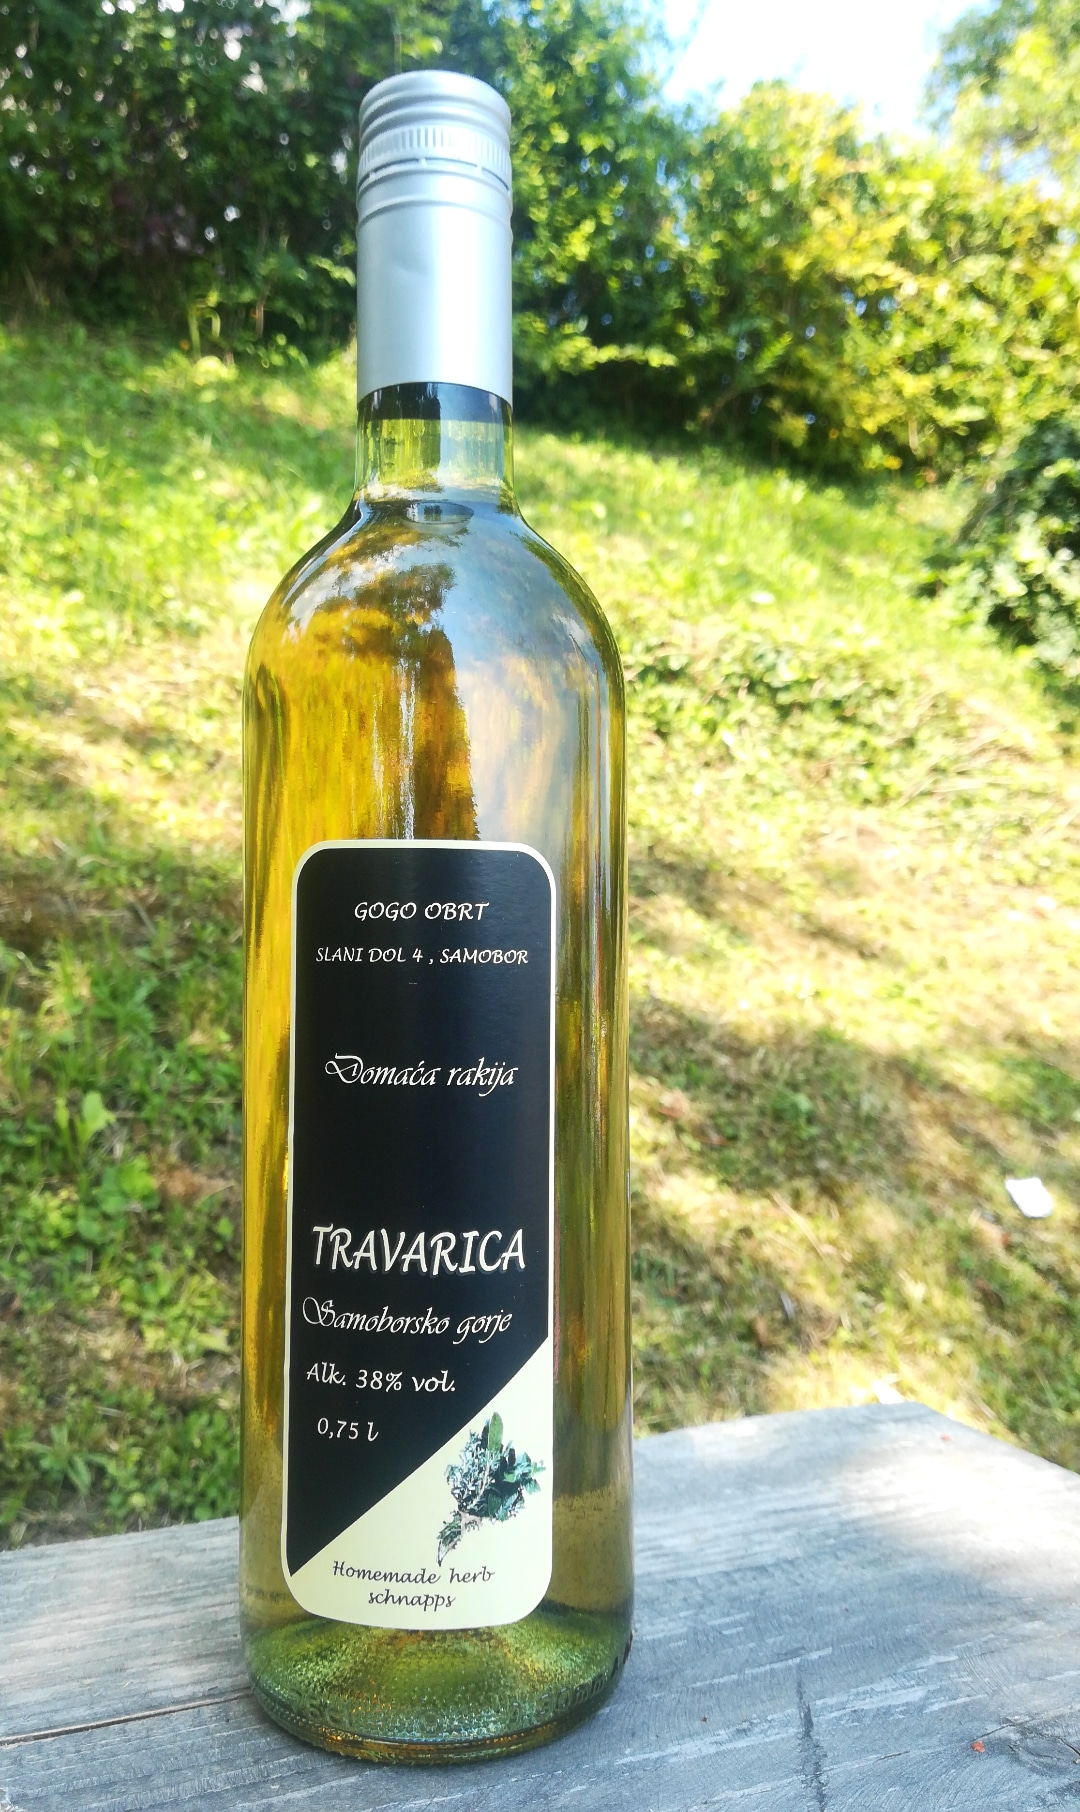 GOGO OBRT
SLANI DOL 4 , SAMOBOR
Domaća rakija
TRAVARICA
Samoborsko gorje
Alk. 38% vol.
0,75 l
Homemade herb
schnapps